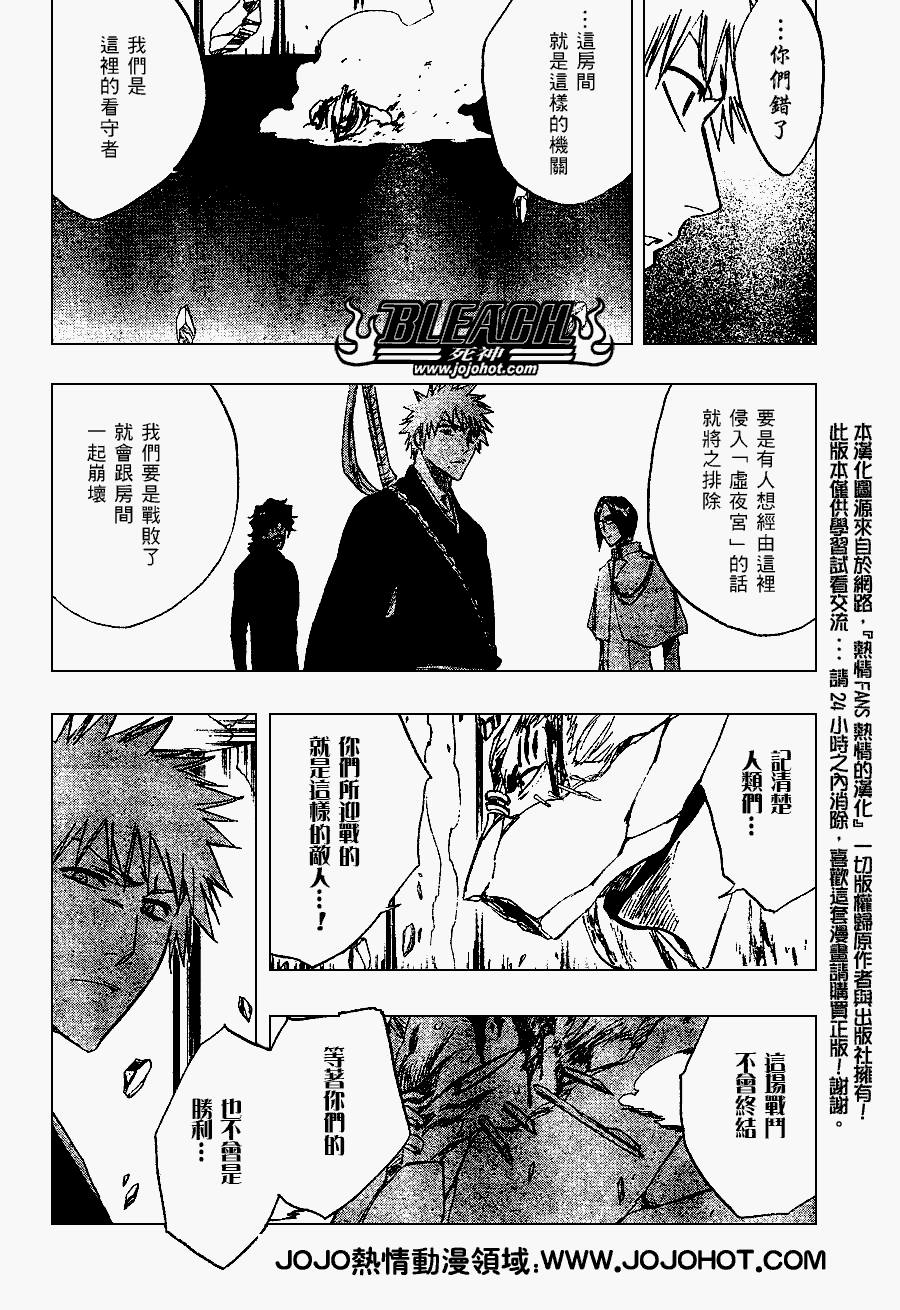 …你們錯了
…這房間
就是這樣的機關
我們是
這裡的看守者
BLEACH
死神
www.jojohot.com
要是有人想經由這裡
侵入「虛夜宮」的話
就將之排除
我們要是戰敗了
就會跟房間
一起崩壞
記清楚
人類們…
你們所迎戰的
就是這樣的敵人…！
這場戰鬥
不會終結
等著你們的
也不會是
勝利…
本漢化圖源來自於網路，『熱情FANS 熱情的漢化』一切版權歸原作者與出版社擁有！
此版本僅供學習試看交流… 請 24 小時之內消除，喜歡這套漫畫請購買正版！謝謝。
JOJO熱情動漫領域：WWW.JOJOHOT.COM